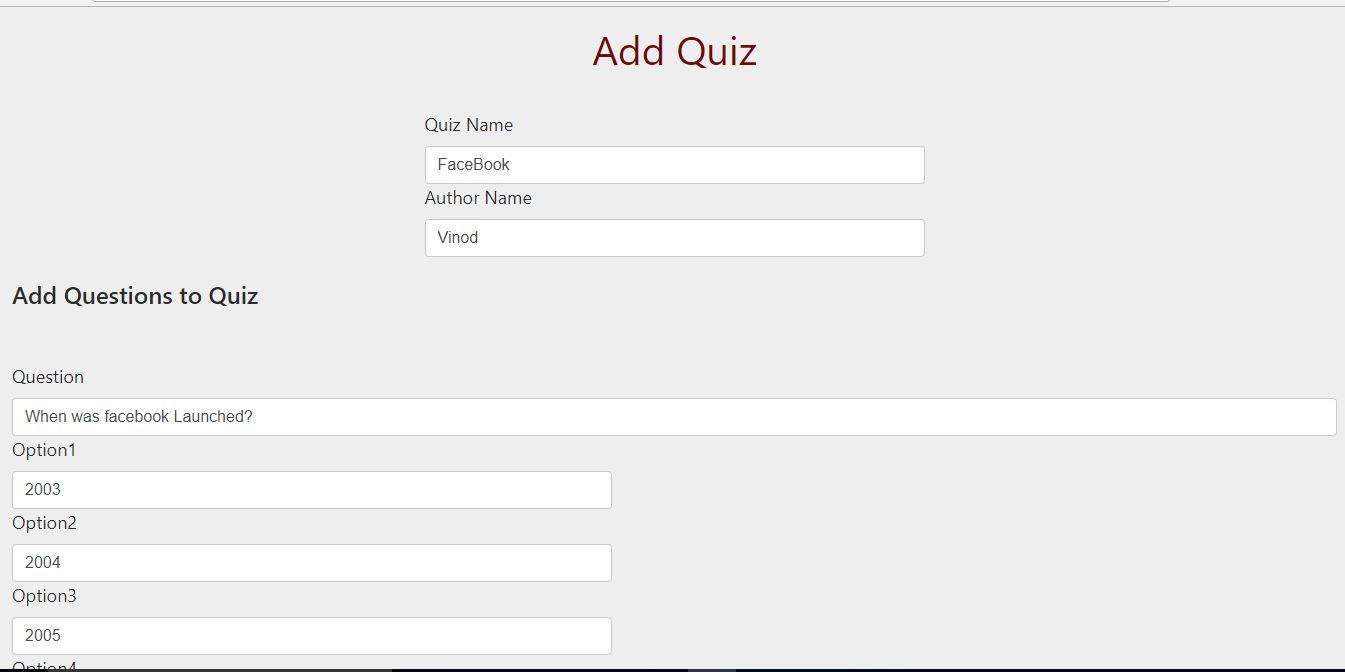 Add Quiz
Quiz Name
FaceBook
Author Name
Vinod
Add Questions to Quiz
Question
When was facebook Launched?
Option1
2003
Option2
2004
Option3
2005
Option4